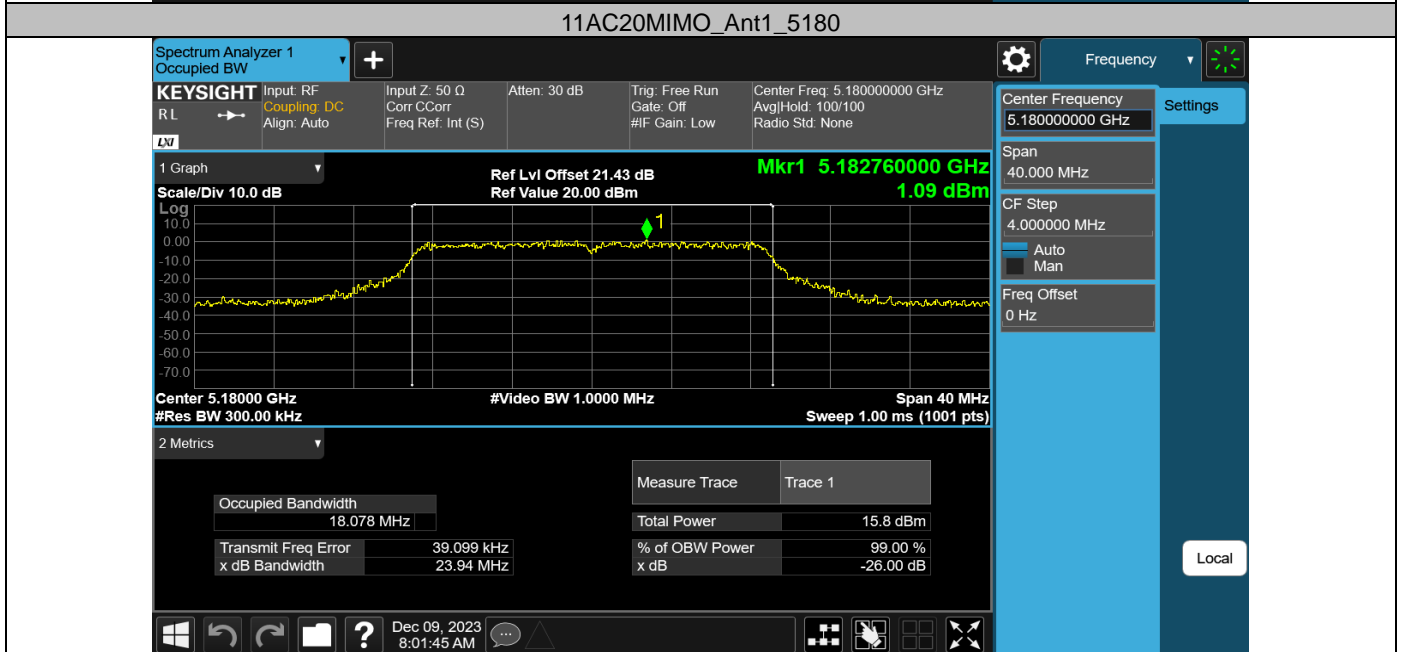 11AC20MIMO_Ant1_5180
Spectrum Analyzer 1
Occupied BW
+
Frequency
KEYSIGHT
RL
LXI
Input: RF
Coupling: DC
Align: Auto
Input Z: 50 Ω
Corr CCorr
Freq Ref: Int (S)
Atten: 30 dB
Trig: Free Run
Gate: Off
#IF Gain: Low
Center Freq: 5.180000000 GHz
Avg|Hold: 100/100
Radio Std: None
Center Frequency
5.180000000 GHz
Settings
Span
40.000 MHz
CF Step
4.000000 MHz
Auto
Man
Freq Offset
0 Hz
Local
1 Graph
Scale/Div 10.0 dB
Ref Lvl Offset 21.43 dB
Ref Value 20.00 dBm
Mkr1 5.182760000 GHz
1.09 dBm
Log
10.0
0.00
-10.0
-20.0
-30.0
-40.0
-50.0
-60.0
-70.0
1
Center 5.18000 GHz
#Res BW 300.00 kHz
#Video BW 1.0000 MHz
Span 40 MHz
Sweep 1.00 ms (1001 pts)
2 Metrics
Measure Trace Trace 1
Occupied Bandwidth
18.078 MHz
Total Power 15.8 dBm
Transmit Freq Error 39.099 kHz
% of OBW Power 99.00 %
x dB Bandwidth 23.94 MHz
x dB -26.00 dB
?
Dec 09, 2023
8:01:45 AM